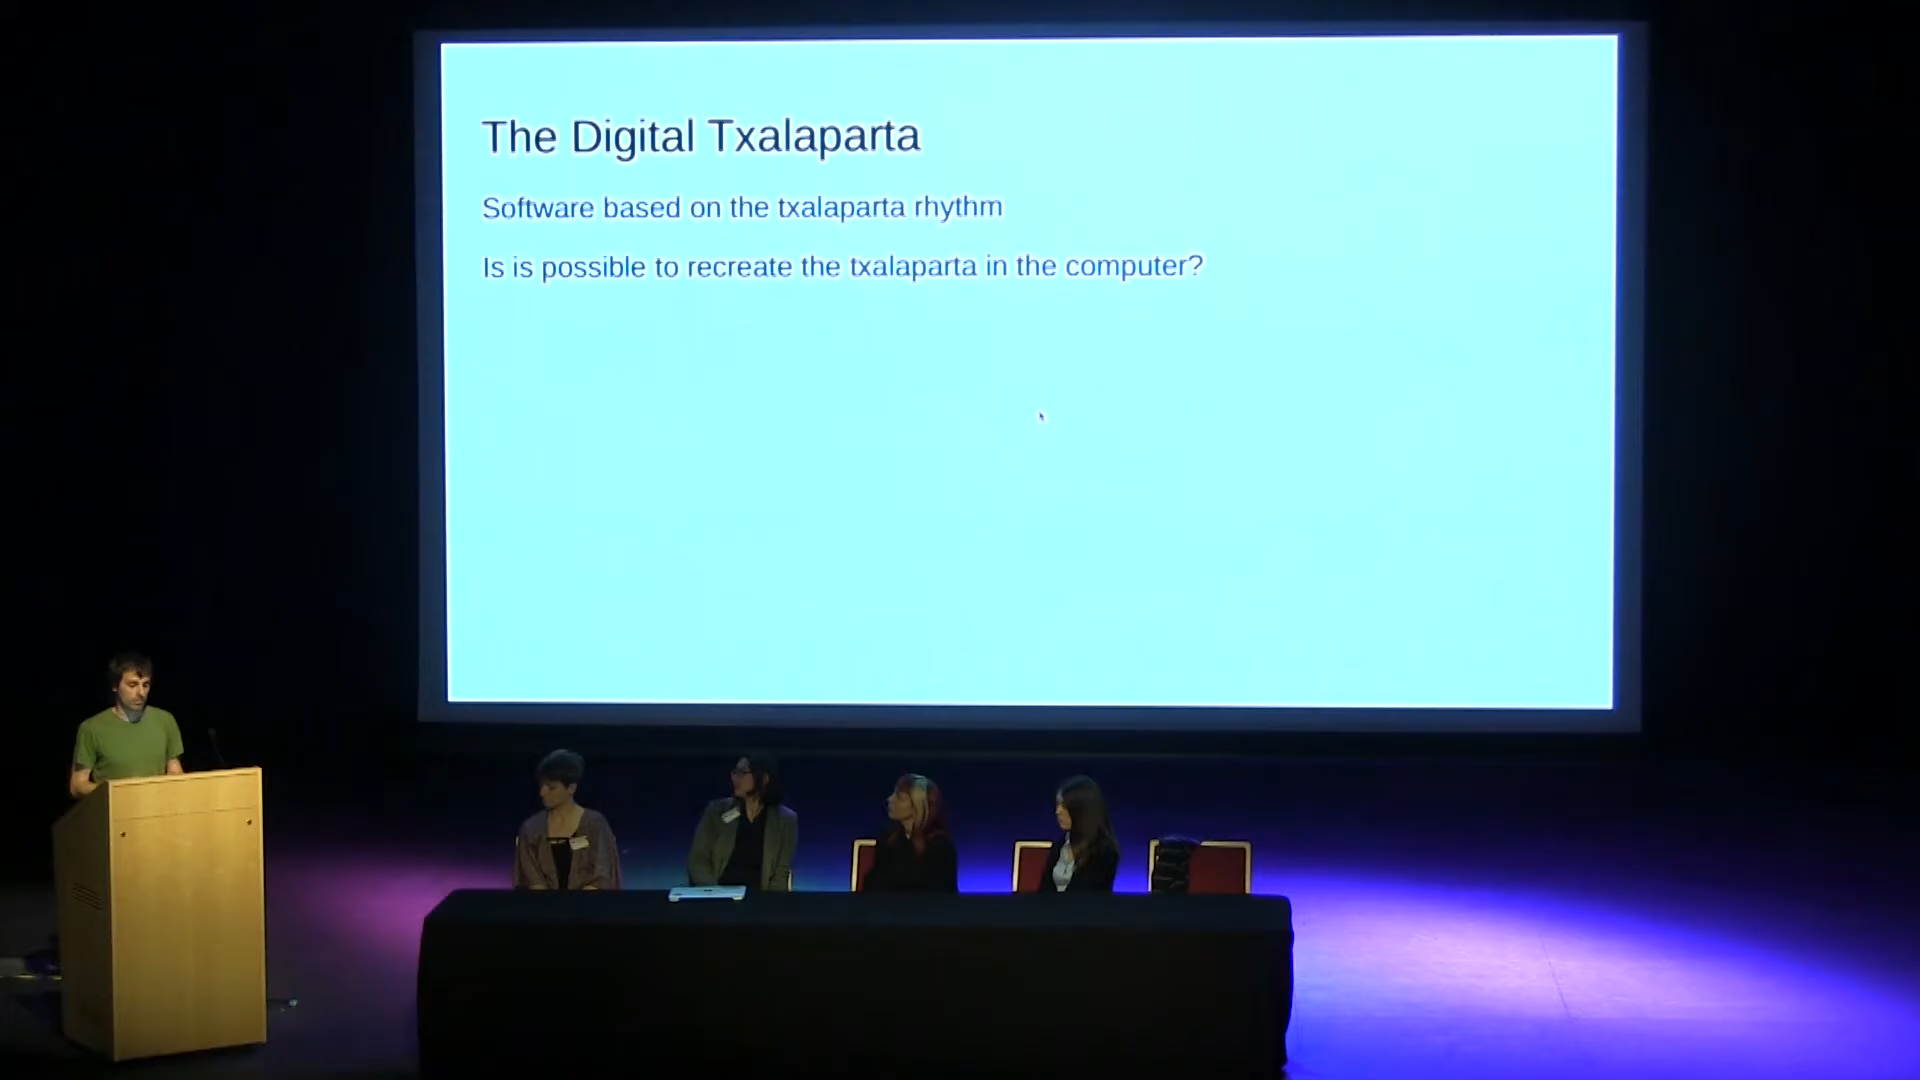 The Digital Txalaparta
Software based on the txalaparta rhythm
Is is possible to recreate the txalaparta in the computer?